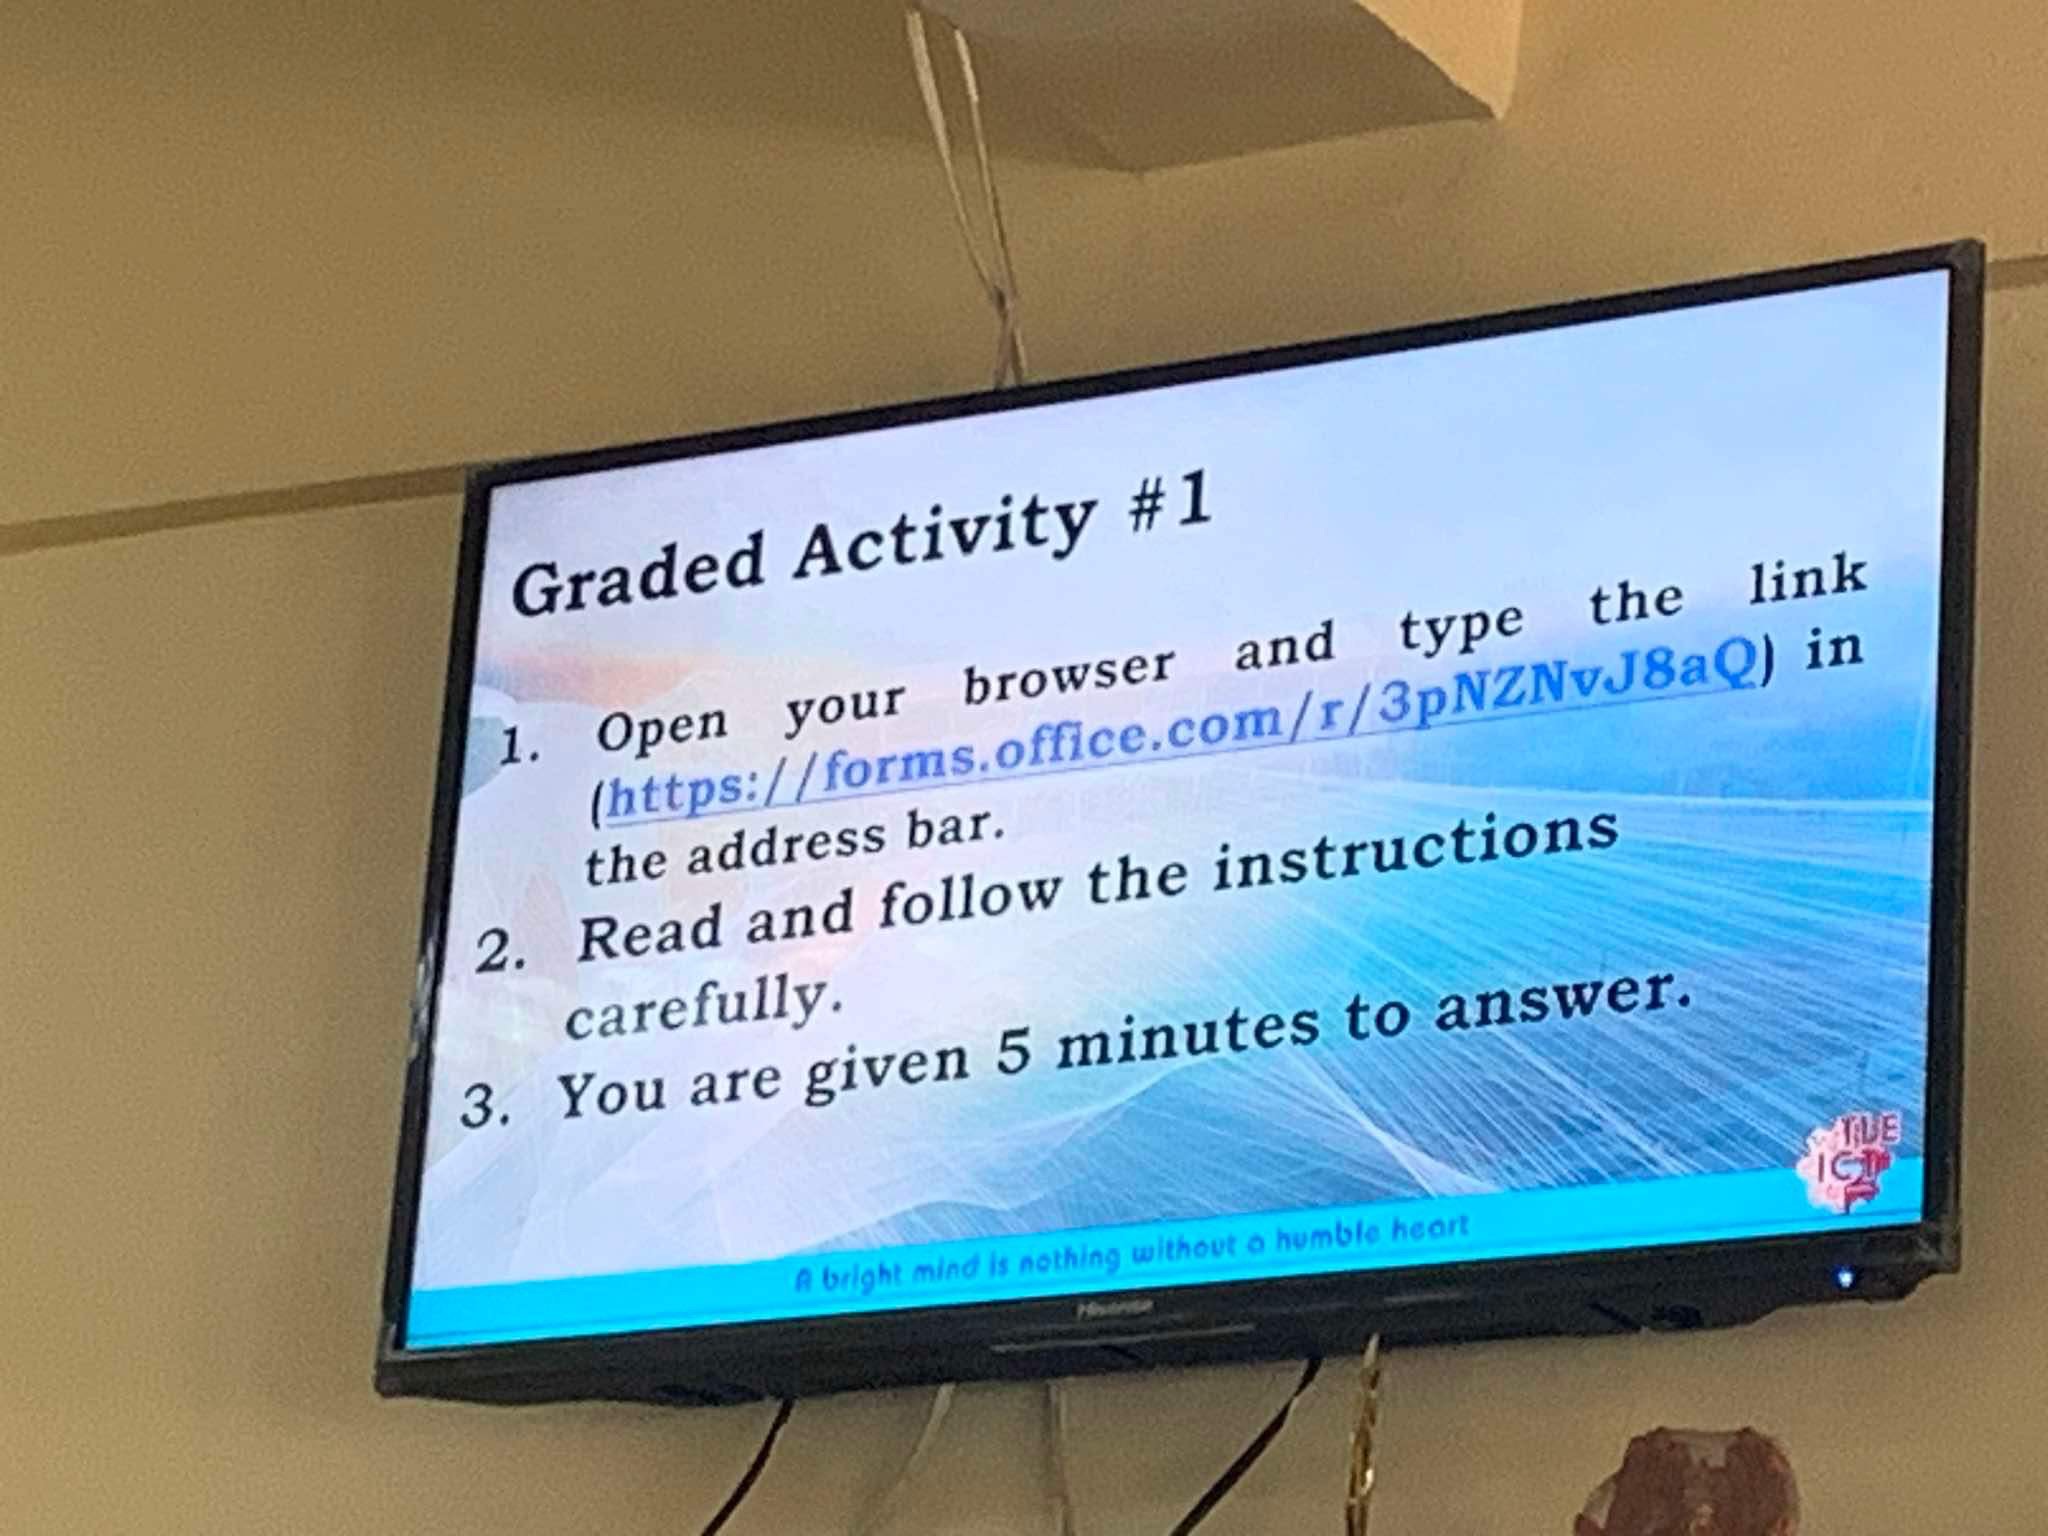 Graded Activity #1
1. Open your browser and type the link
(https://forms.office.com/r/3pNZNvJ8aQ) in
the address bar.
2. Read and follow the instructions
carefully.
3. You are given 5 minutes to answer.
TUE
ICT
A bright mind is nothing without a humble heart
Hisense